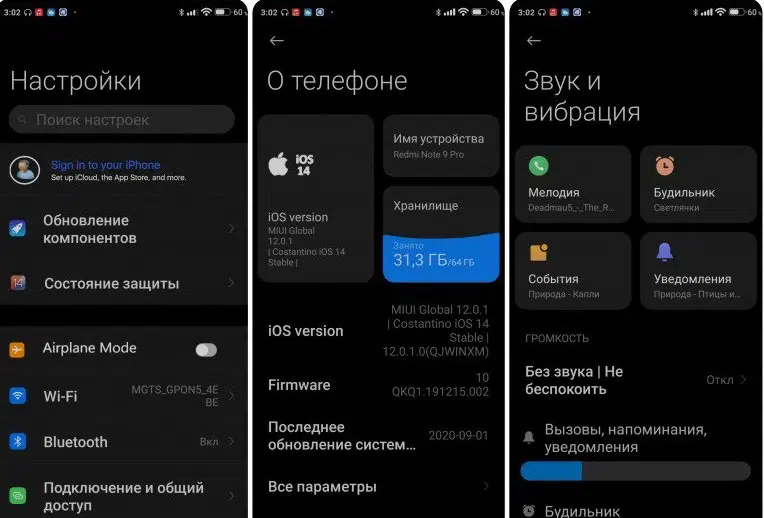 3:02
60
Настройки
Поиск настроек
Sign in to your iPhone
Set up iCloud, the App Store, and more.
Обновление
компонентов
Состояние защиты
Airplane Mode
Wi-Fi
MGTS_GPON5_4E
BE
Bluetooth
Вкл
Подключение и общий
доступ
3:02
60
О телефоне
iOS
14
iOS version
MIUI Global
12.0.1
| Costantino iOS 14
Stable |
Имя устройства
Redmi Note 9 Pro
Хранилище
Занято
31,3 ГБ/64 ГБ
iOS version
MIUI Global 12.0.1
| Costantino iOS 14
Stable |
12.0.1.0(QJWINXM)
Firmware
10
QKQ1.191215.002
Последнее
обновление систем...
2020-09-01
Все параметры
3:02
60%
Звук и
вибрация
Мелодия
Deadmau5_-_The_R...
Будильник
Светлячки
События
Природа - Капли
Уведомления
Природа - Птицы и...
ГРОМКОСТЬ
Без звука | Не
беспокоить
Откл
Вызовы, напоминания,
уведомления
Будильник